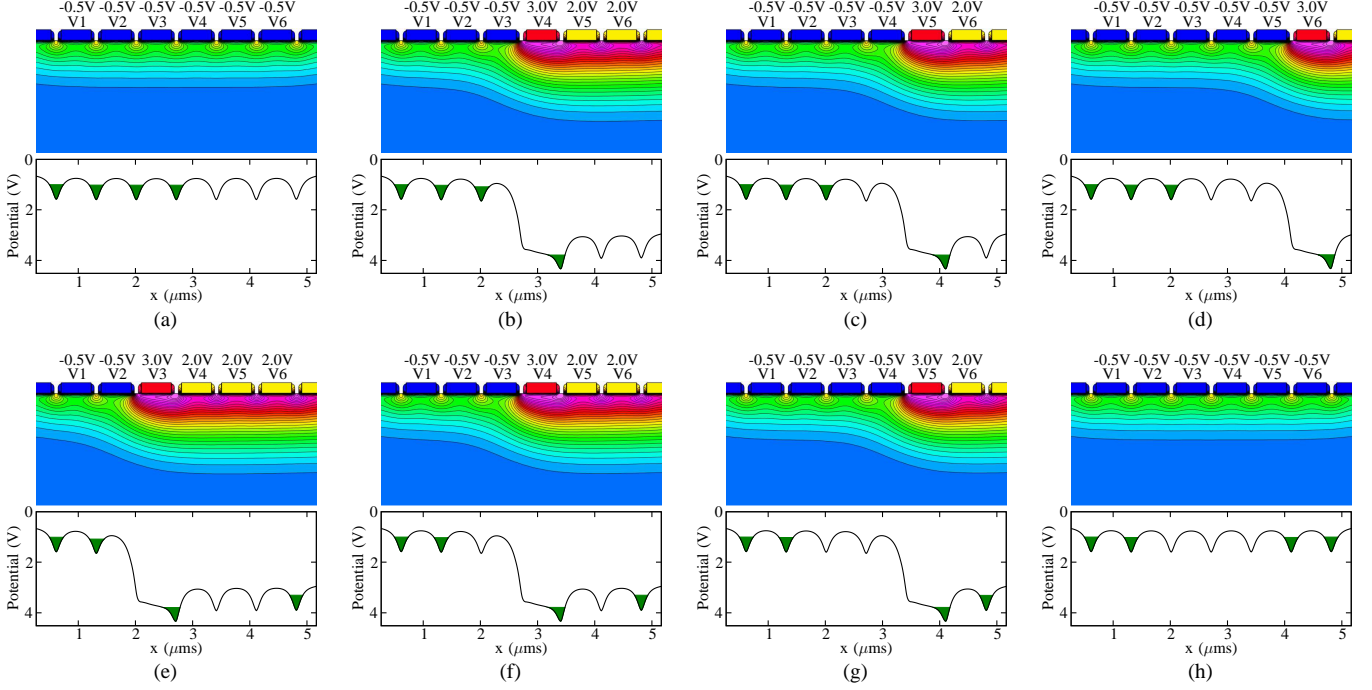 -0.5V -0.5V -0.5V -0.5V -0.5V -0.5V
V1 V2 V3 V4 V5 V6
0
2
4
Potential (V)
1 2 3 4 5
x (μms)
(a)
-0.5V -0.5V -0.5V 3.0V 2.0V 2.0V
V1 V2 V3 V4 V5 V6
0
2
4
Potential (V)
1 2 3 4 5
x (μms)
(b)
-0.5V -0.5V -0.5V -0.5V 3.0V 2.0V
V1 V2 V3 V4 V5 V6
0
2
4
Potential (V)
1 2 3 4 5
x (μms)
(c)
-0.5V -0.5V -0.5V -0.5V -0.5V 3.0V
V1 V2 V3 V4 V5 V6
0
2
4
Potential (V)
1 2 3 4 5
x (μms)
(d)
-0.5V -0.5V 3.0V 2.0V 2.0V 2.0V
V1 V2 V3 V4 V5 V6
0
2
4
Potential (V)
1 2 3 4 5
x (μms)
(e)
-0.5V -0.5V -0.5V 3.0V 2.0V 2.0V
V1 V2 V3 V4 V5 V6
0
2
4
Potential (V)
1 2 3 4 5
x (μms)
(f)
-0.5V -0.5V -0.5V -0.5V 3.0V 2.0V
V1 V2 V3 V4 V5 V6
0
2
4
Potential (V)
1 2 3 4 5
x (μms)
(g)
-0.5V -0.5V -0.5V -0.5V -0.5V -0.5V
V1 V2 V3 V4 V5 V6
0
2
4
Potential (V)
1 2 3 4 5
x (μms)
(h)